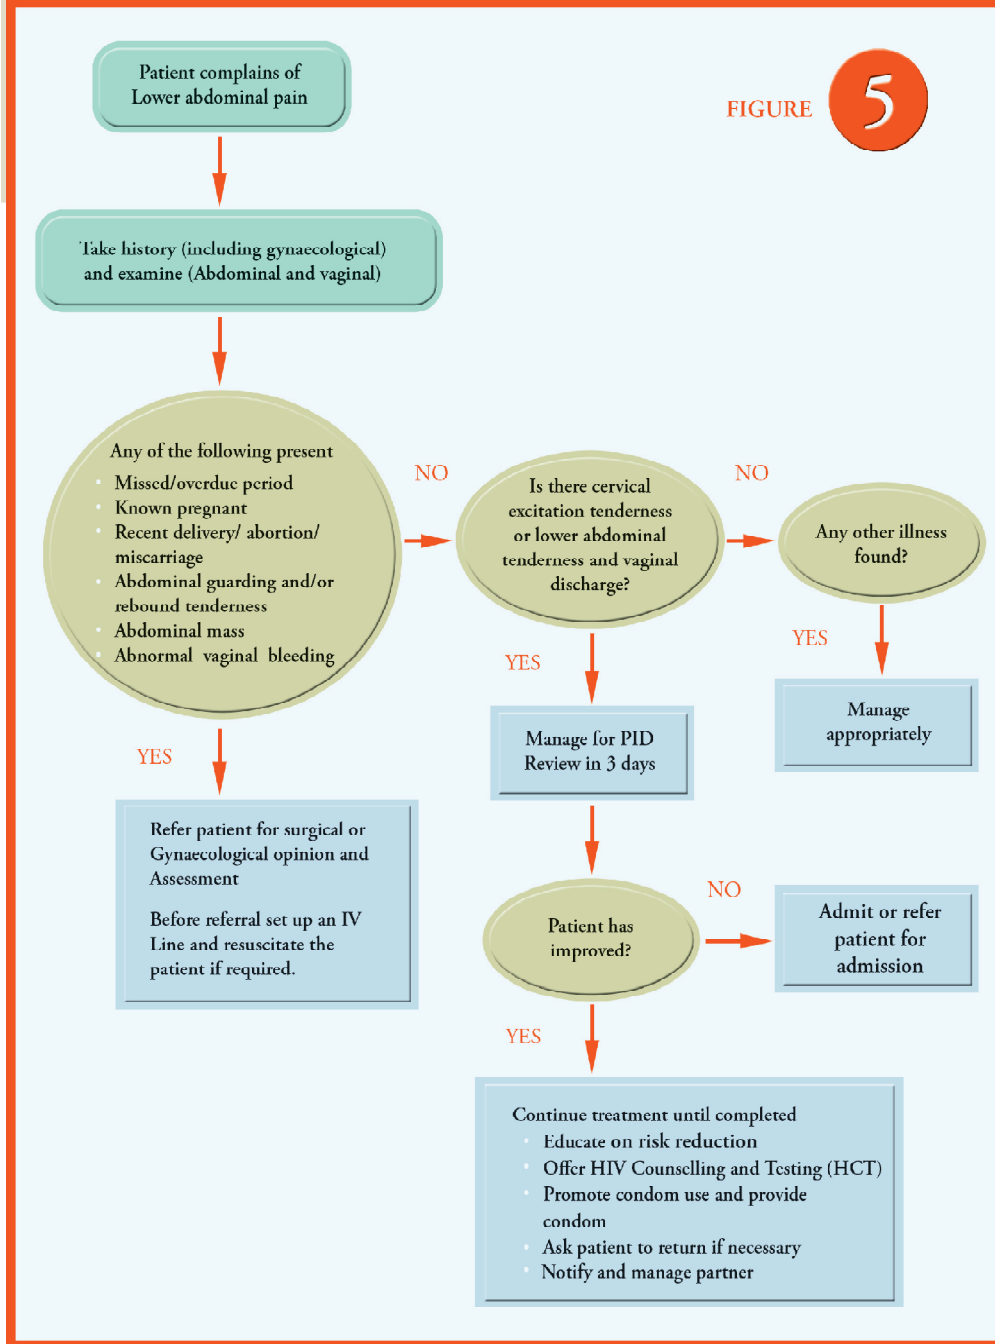 FIGURE 5
Patient complains of
Lower abdominal pain
Take history (including gynaecological)
and examine (Abdominal and vaginal)
Any of the following present
• Missed/overdue period
• Known pregnant
• Recent delivery/ abortion/
miscarriage
• Abdominal guarding and/or
rebound tenderness
• Abdominal mass
• Abnormal vaginal bleeding
NO
Is there cervical
excitation tenderness
or lower abdominal
tenderness and vaginal
discharge?
NO
Any other illness
found?
YES
Manage
appropriately
YES
Manage for PID
Review in 3 days
YES
Refer patient for surgical or
Gynaecological opinion and
Assessment
Before referral set up an IV
Line and resuscitate the
patient if required.
Patient has
improved?
NO
Admit or refer
patient for
admission
YES
Continue treatment until completed
• Educate on risk reduction
• Offer HIV Counselling and Testing (HCT)
• Promote condom use and provide
condom
• Ask patient to return if necessary
• Notify and manage partner